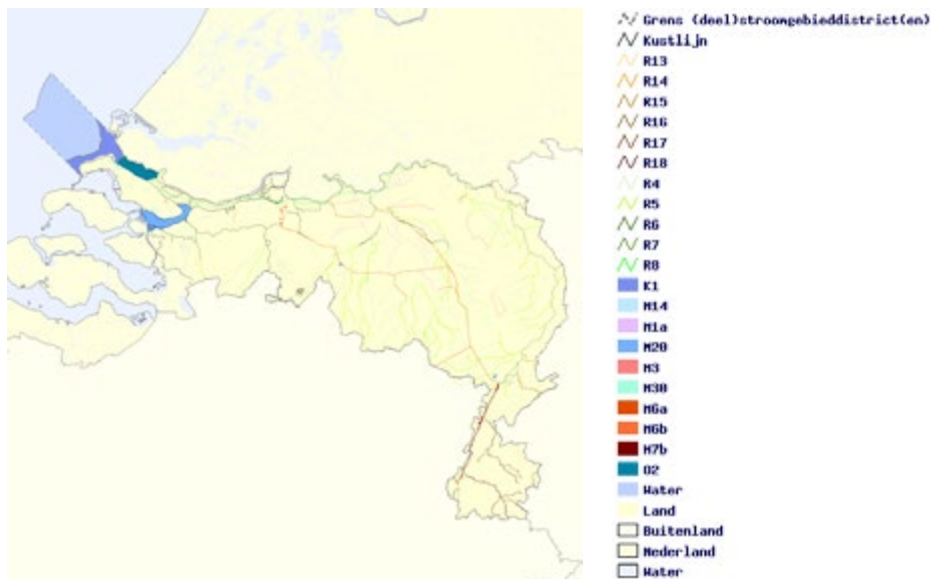 Grens (deel)stroomgebieddistrict(en)
Kustlijn
R13
R14
R15
R16
R17
R18
R4
R5
R6
R7
R8
K1
M14
M1a
M20
M3
M30
M6a
M6b
M7b
O2
Water
Land
Buitenland
Nederland
Water